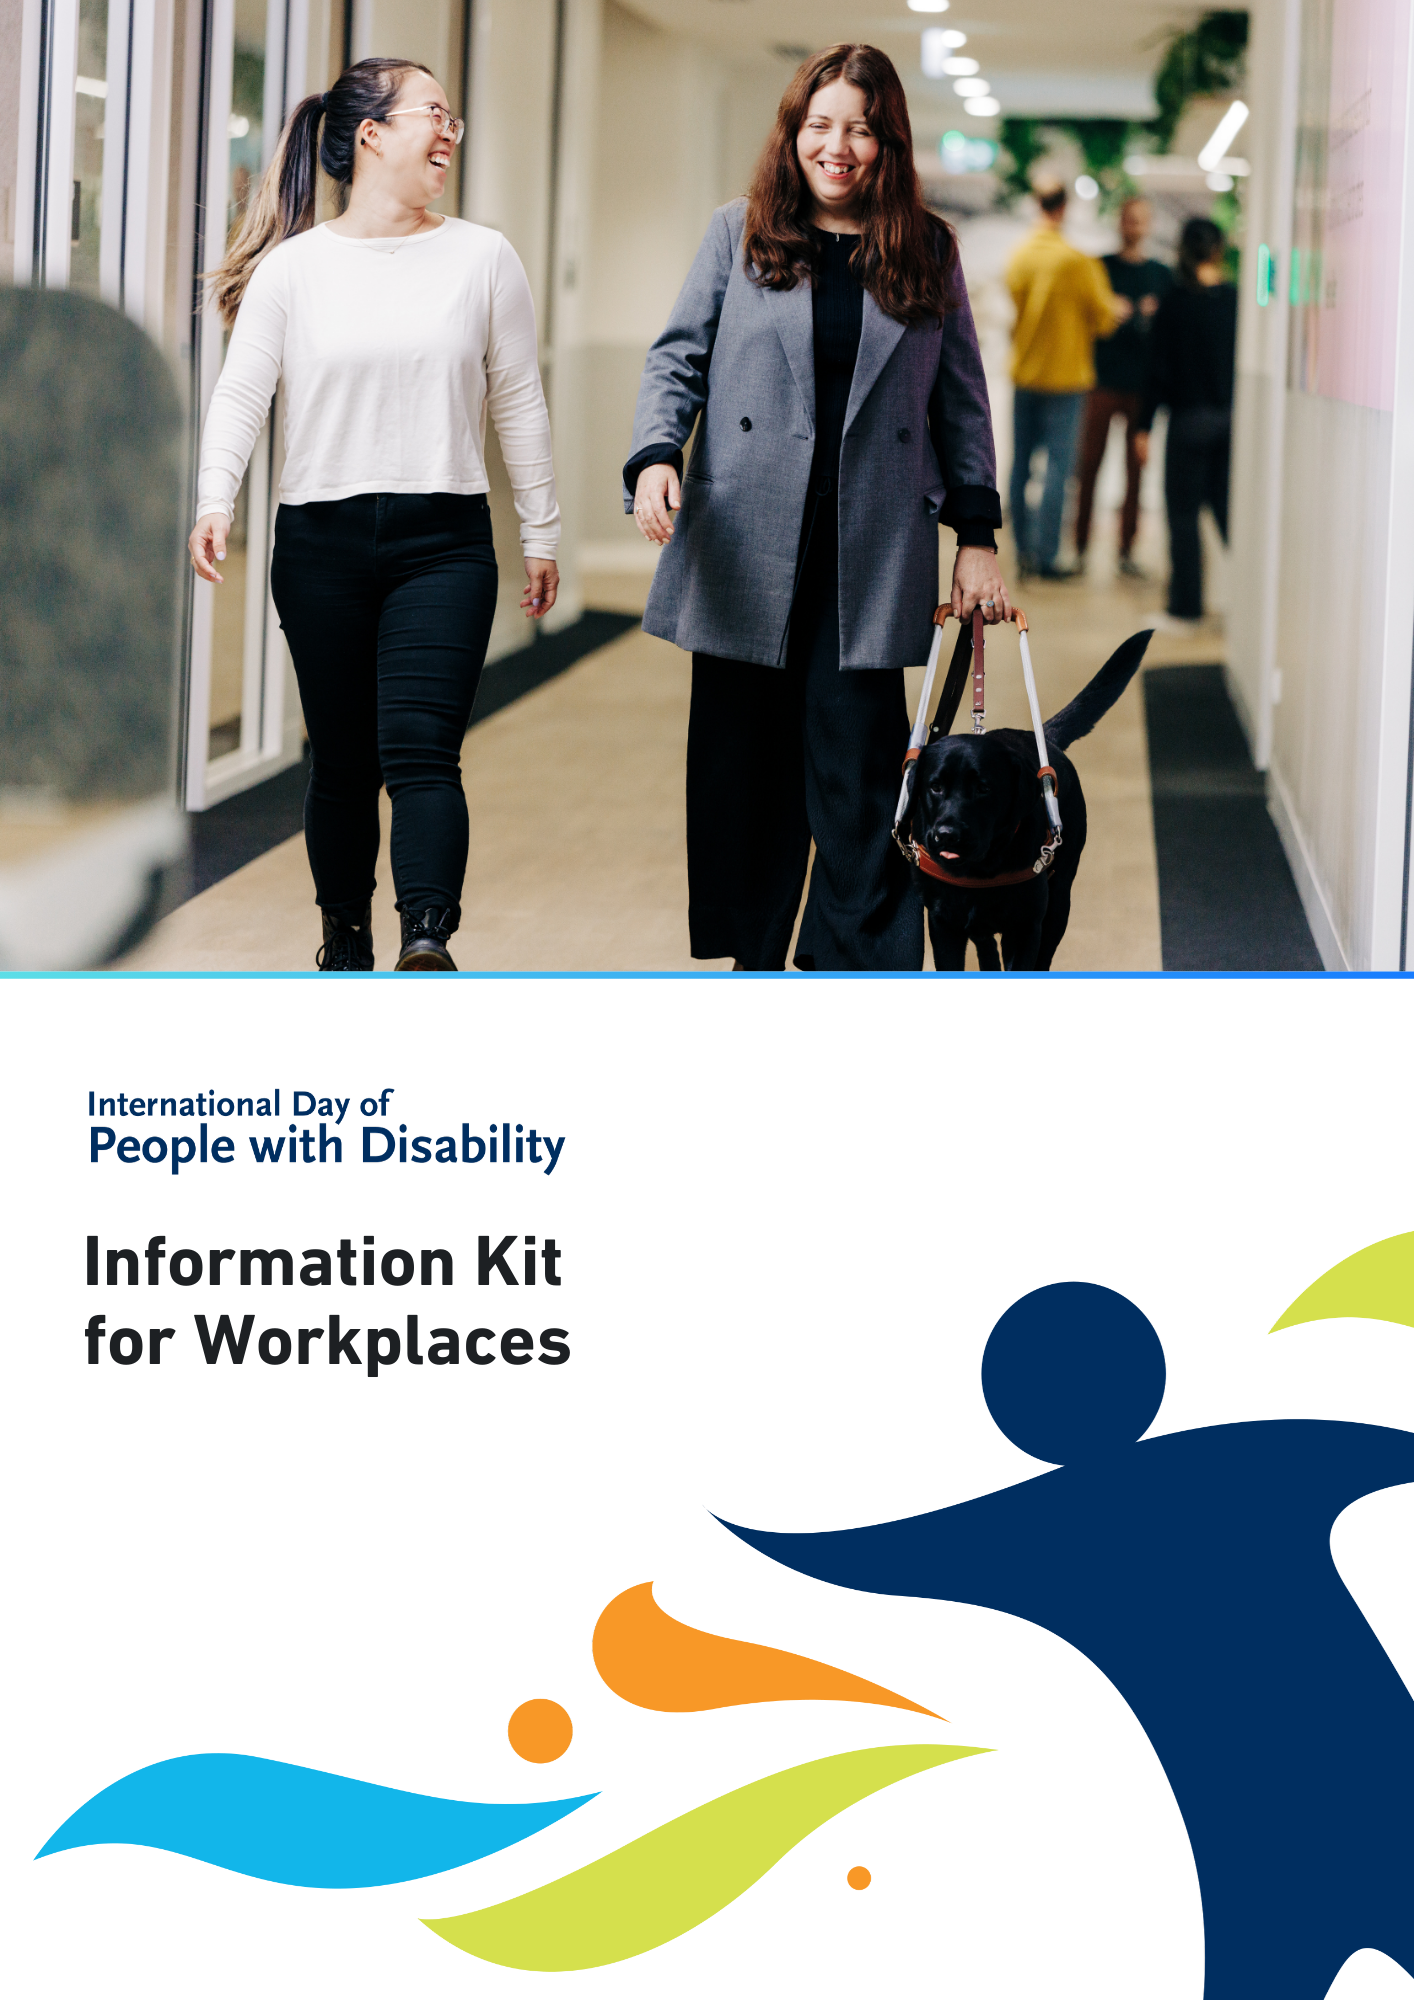 International Day of
People with Disability
Information Kit
for Workplaces